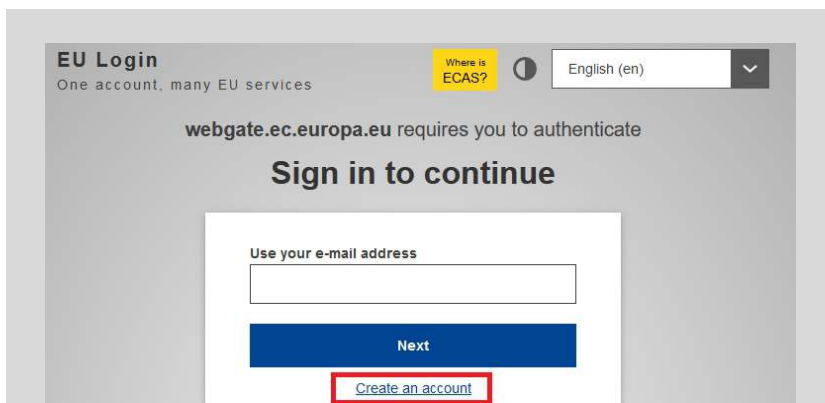 EU Login
One account, many EU services
Where is
ECAS?
English (en)
webgate.ec.europa.eu requires you to authenticate
Sign in to continue
Use your e-mail address
Next
Create an account